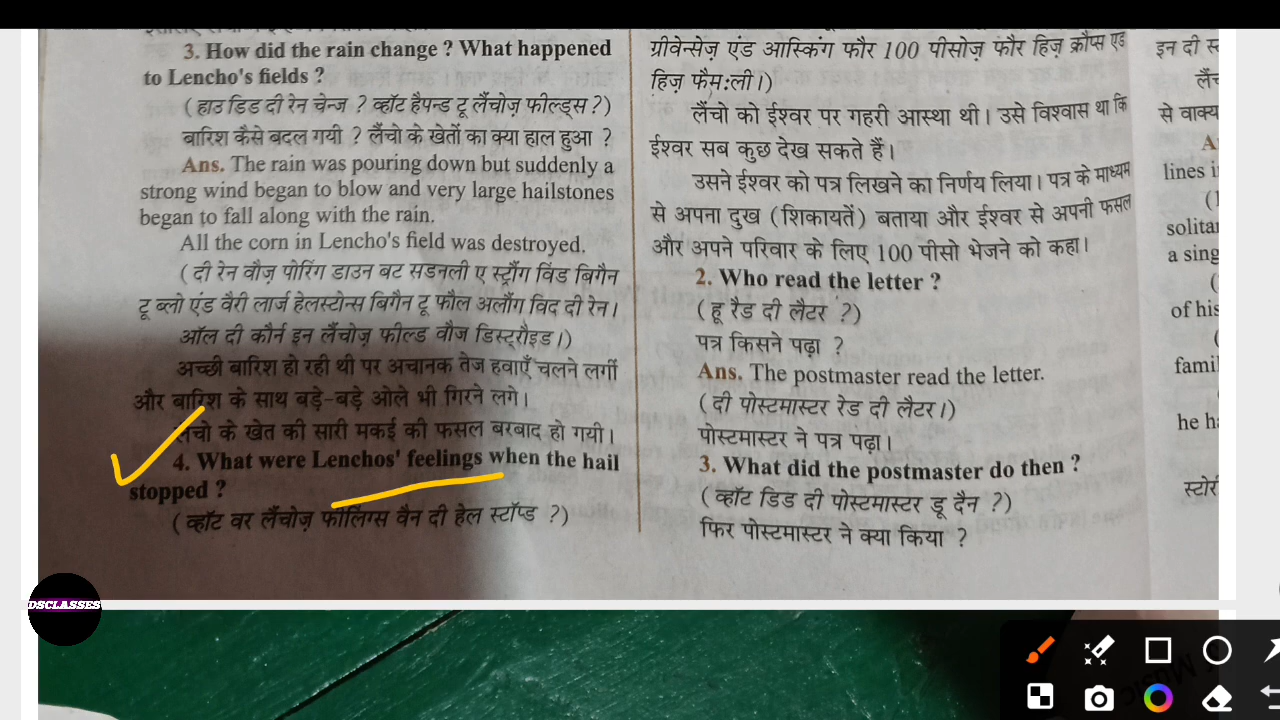 3. How did the rain change ? What happened
to Lencho's fields ?
(हाउ डिड दी रेन चेन्ज ? व्हॉट हैपन्ड टू लैंचोज़ फील्ड्स ?)
बारिश कैसे बदल गयी ? लैंचो के खेतों का क्या हाल हुआ ?
Ans. The rain was pouring down but suddenly a
strong wind began to blow and very large hailstones
began to fall along with the rain.
All the corn in Lencho's field was destroyed.
(दी रेन वौज़ पोरिंग डाउन बट सडनली ए स्ट्रौंग विंड बिगैन
टू ब्लो एंड वैरी लार्ज हेलस्टोन्स बिगैन टू फौल अलौंग विद दी रेन।
ऑल दी कौर्न इन लैंचोज़ फील्ड वौज डिस्ट्रौइड।)
अच्छी बारिश हो रही थी पर अचानक तेज हवाएँ चलने लगीं
और बारिश के साथ बड़े-बड़े ओले भी गिरने लगे।
लैंचो के खेत की सारी मकई की फसल बरबाद हो गयी।
4. What were Lenchos' feelings when the hail
stopped ?
(व्हॉट वर लैंचोज़ फीलिंग्स वैन दी हेल स्टॉप्ड ?)
ग्रीवेन्सेज़ एंड आस्किंग फौर 100 पीसोज़ फौर हिज़ क्रौप्स एंड
हिज़ फैम:ली।)
लैंचो को ईश्वर पर गहरी आस्था थी। उसे विश्वास था कि
ईश्वर सब कुछ देख सकते हैं।
उसने ईश्वर को पत्र लिखने का निर्णय लिया। पत्र के माध्यम
से अपना दुख (शिकायतें) बताया और ईश्वर से अपनी फसल
और अपने परिवार के लिए 100 पीसो भेजने को कहा।
2. Who read the letter ?
(हू रैड दी लैटर ?)
पत्र किसने पढ़ा ?
Ans. The postmaster read the letter.
(दी पोस्टमास्टर रेड दी लैटर।)
पोस्टमास्टर ने पत्र पढ़ा।
3. What did the postmaster do then ?
(व्हॉट डिड दी पोस्टमास्टर डू दैन ?)
फिर पोस्टमास्टर ने क्या किया ?
इन दी
से वाक्य
lines
a sing
of his
he
DSCLASSES